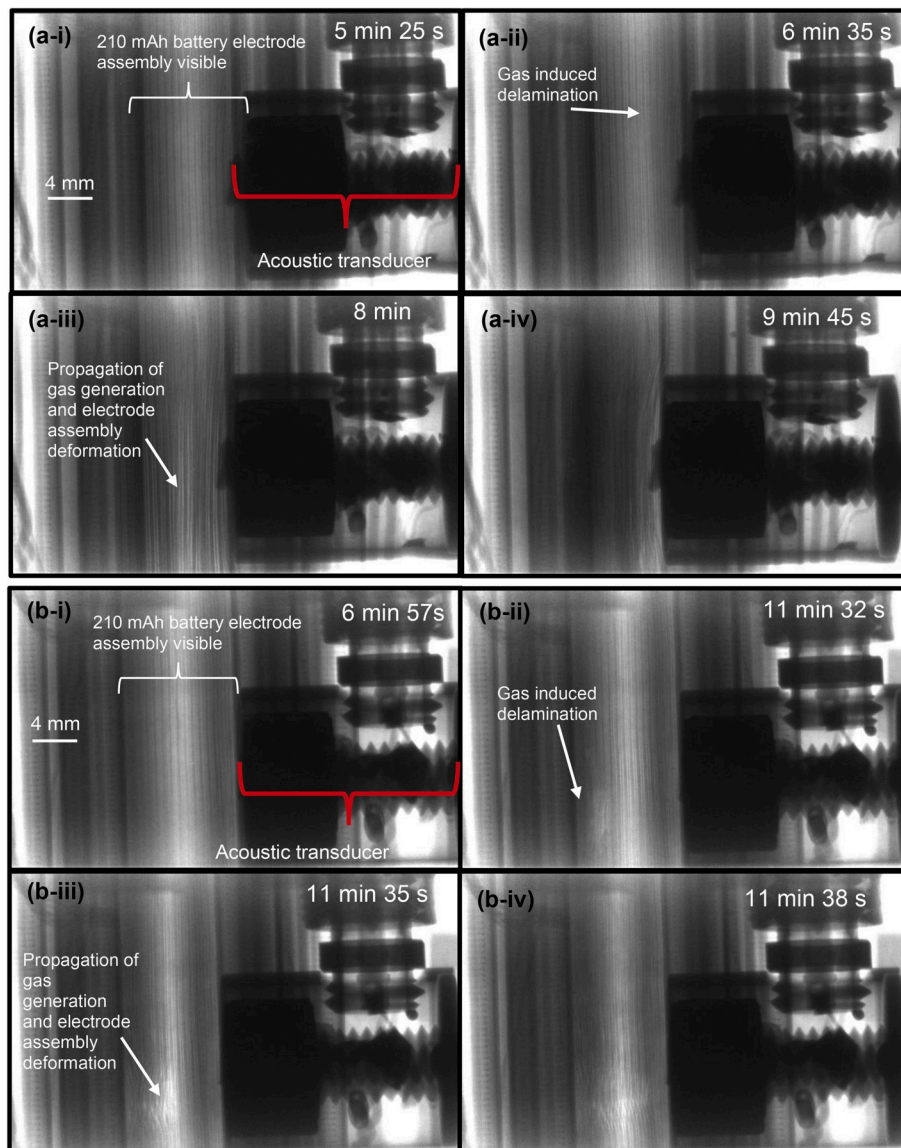 (a-i)
210 mAh battery electrode
assembly visible
5 min 25 s
4 mm
Acoustic transducer
(a-ii)
6 min 35 s
Gas induced
delamination
(a-iii)
8 min
Propagation of
gas generation
and electrode
assembly
deformation
(a-iv)
9 min 45 s
(b-i)
210 mAh battery electrode
assembly visible
6 min 57s
4 mm
Acoustic transducer
(b-ii)
11 min 32 s
Gas induced
delamination
(b-iii)
11 min 35 s
Propagation of
gas
generation
and electrode
assembly
deformation
(b-iv)
11 min 38 s